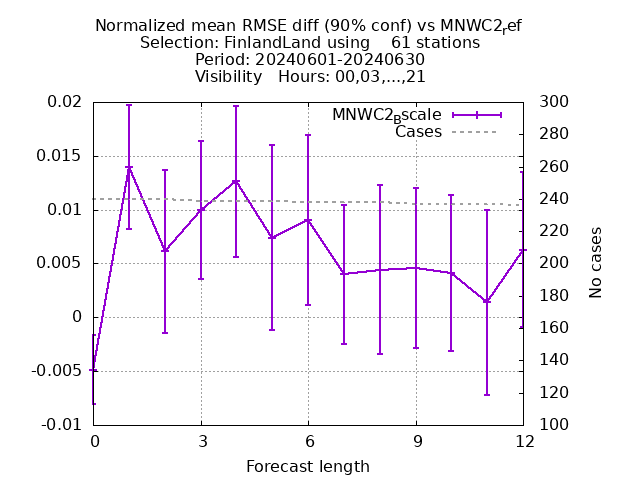 Normalized mean RMSE diff (90% conf) vs MNWC2ref
Selection: FinlandLand using 61 stations
Period: 20240601-20240630
Visibility Hours: 00,03,...,21
MNWC2Bscale
Cases
0.02
0.015
0.01
0.005
0
-0.005
-0.01
300
280
260
240
220
200
180
160
140
120
100
No cases
0 3 6 9 12
Forecast length